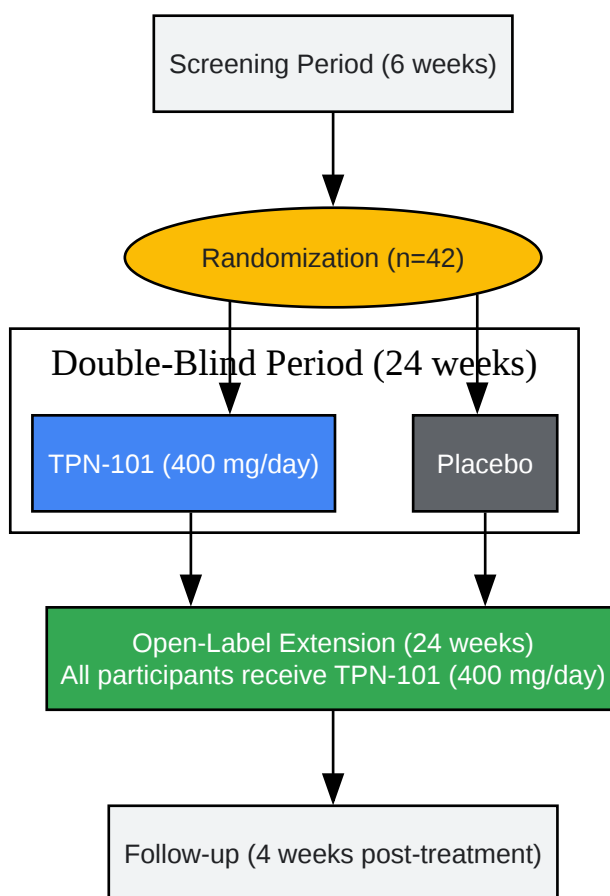 Screening Period (6 weeks)
Randomization (n=42)
Double-Blind Period (24 weeks)
TPN-101 (400 mg/day)
Placebo
Open-Label Extension (24 weeks)
All participants receive TPN-101 (400 mg/day)
Follow-up (4 weeks post-treatment)